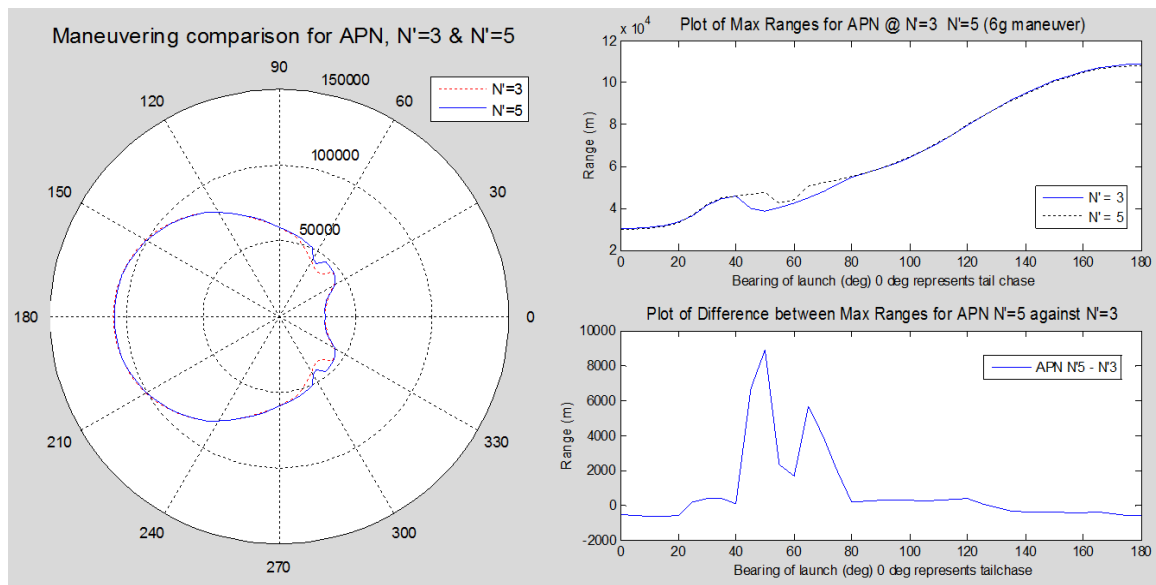 Maneuvering comparison for APN, N'=3 & N'=5
90
150000
120
60
100000
150
30
50000
180
0
210
330
240
300
270
N'=3
N'=5
Plot of Max Ranges for APN @ N'=3 N'=5 (6g maneuver)
x 10^4
12
10
8
6
4
2
Range (m)
N' = 3
N' = 5
0 20 40 60 80 100 120 140 160 180
Bearing of launch (deg) 0 deg represents tail chase
Plot of Difference between Max Ranges for APN N'=5 against N'=3
10000
8000
6000
4000
2000
0
-2000
Range (m)
APN N'5 - N'3
0 20 40 60 80 100 120 140 160 180
Bearing of launch (deg) 0 deg represents tailchase